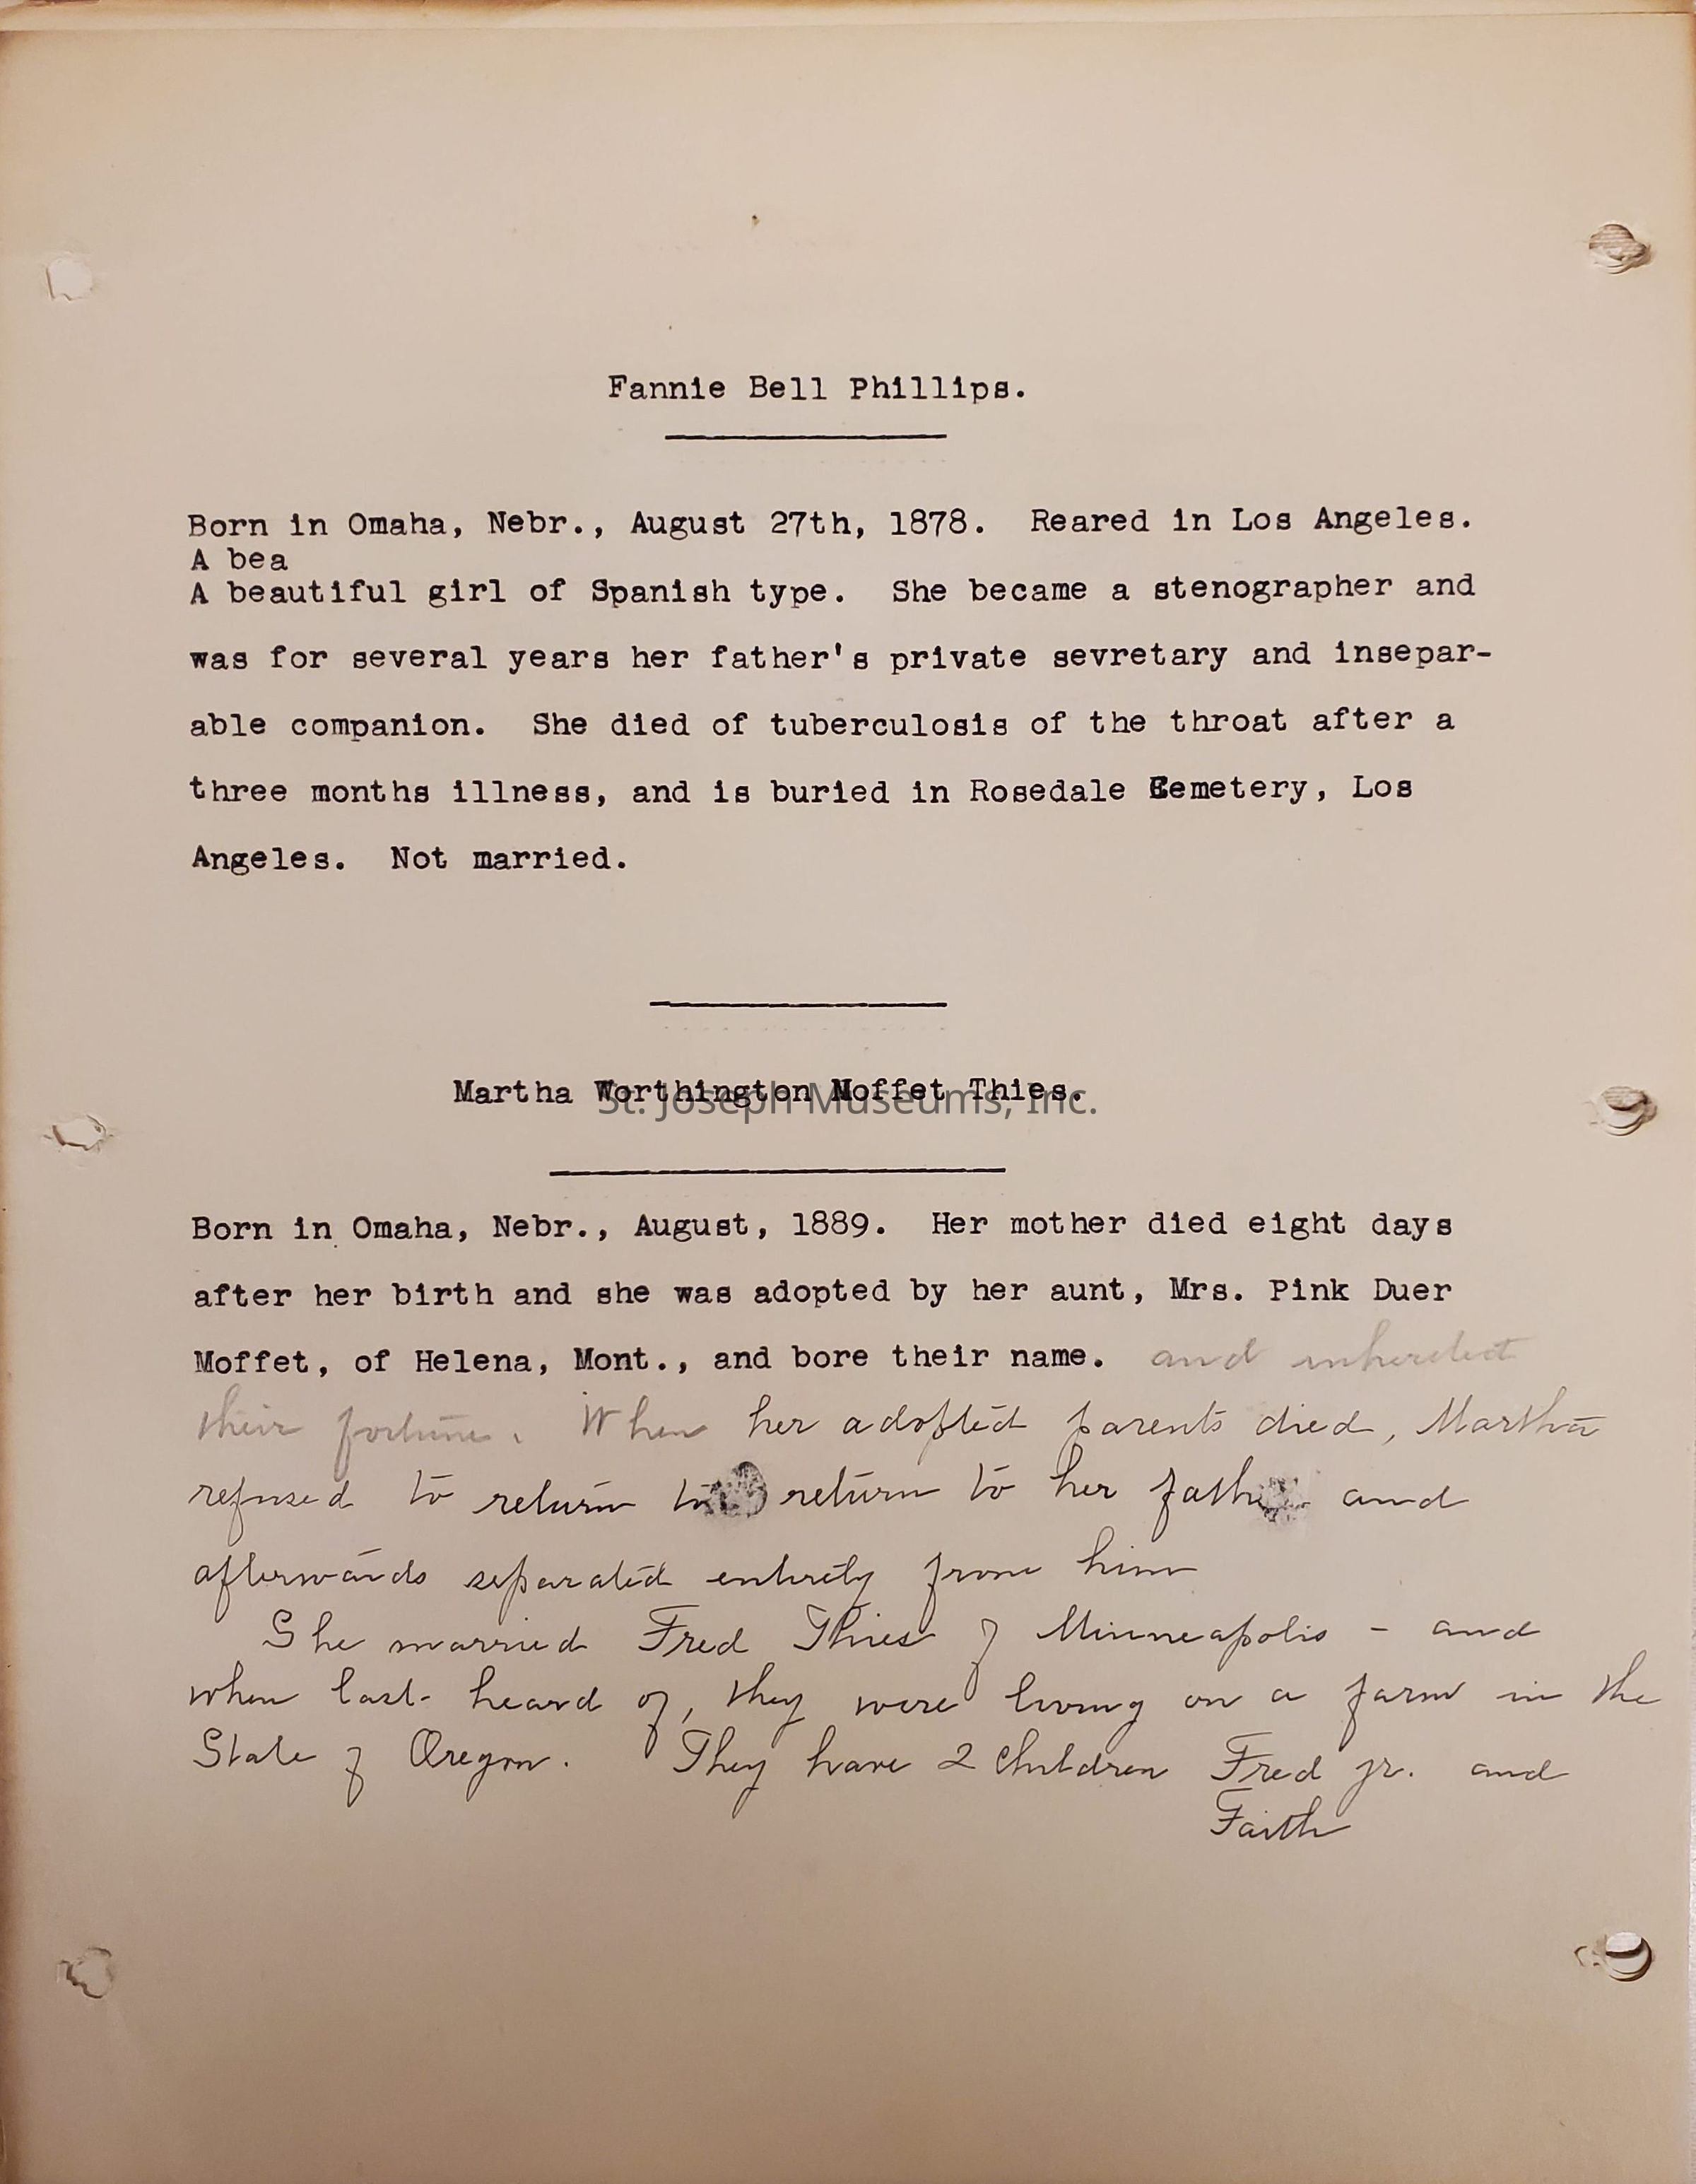 Fannie Bell Phillips.
Born in Omaha, Nebr., August 27th, 1878. Reared in Los Angeles.
A bea
A beautiful girl of Spanish type. She became a stenographer and
was for several years her father's private sevretary and insepar-
able companion. She died of tuberculosis of the throat after a
three months illness, and is buried in Rosedale Cemetery, Los
Angeles. Not married.
Martha Worthington Moffet Thies.
St. Joseph Museums, Inc.
Born in Omaha, Nebr., August, 1889. Her mother died eight days
after her birth and she was adopted by her aunt, Mrs. Pink Duer
Moffet, of Helena, Mont., and bore their name. and
their fortune. When her adopted parents died, Martha
refused to return to return to her father and
afterwards separated entirely from him
She married Fred Thies of Minneapolis - and
when last heard of, they were living on a farm in the
State of Oregon. They have 2 children Fred jr. and
Faith